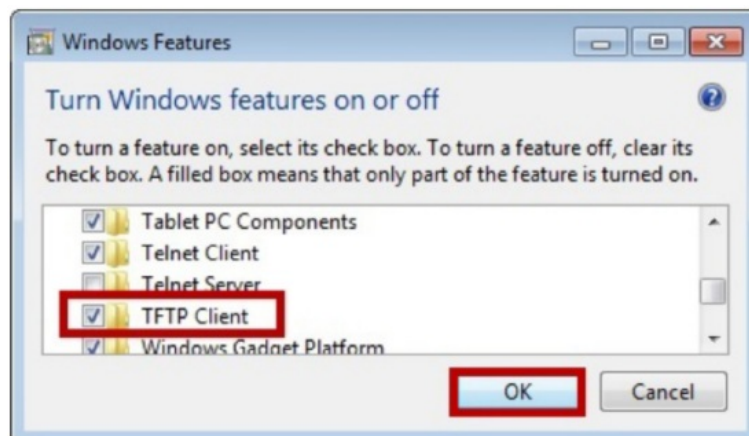 Windows Features
Turn Windows features on or off
To turn a feature on, select its check box. To turn a feature off, clear its
check box. A filled box means that only part of the feature is turned on.
Tablet PC Components
Telnet Client
Telnet Server
TFTP Client
Windows Gadget Platform
OK Cancel